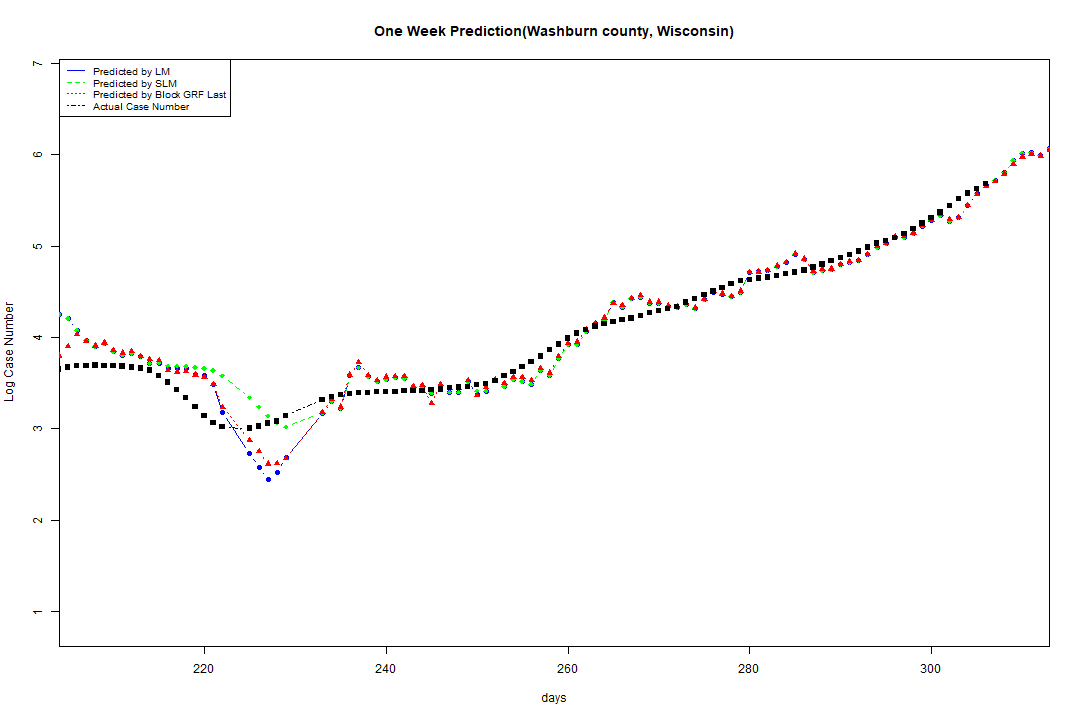 One Week Prediction(Washburn county, Wisconsin)
Predicted by LM
Predicted by SLM
Predicted by Block GRF Last
Actual Case Number
7
6
5
4
3
2
1
Log Case Number
220 240 260 280 300
days